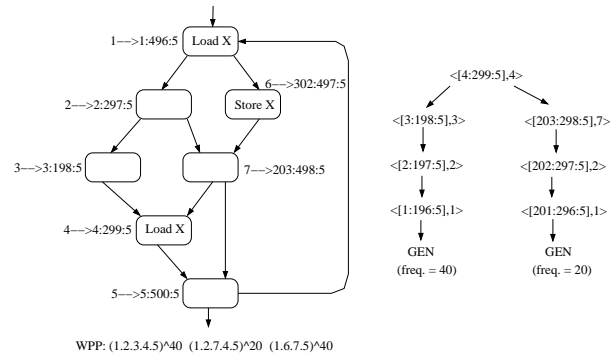 1-->1:496:5
Load X
6-->302:497:5
2-->2:297:5
Store X
3-->3:198:5
7-->203:498:5
4-->4:299:5
Load X
5-->5:500:5
WPP: (1.2.3.4.5)^40 (1.2.7.4.5)^20 (1.6.7.5)^40
<[4:299:5],4>
<[3:198:5],3>
<[203:298:5],7>
<[2:197:5],2>
<[202:297:5],2>
<[1:196:5],1>
<[201:296:5],1>
GEN
(freq. = 40)
GEN
(freq. = 20)